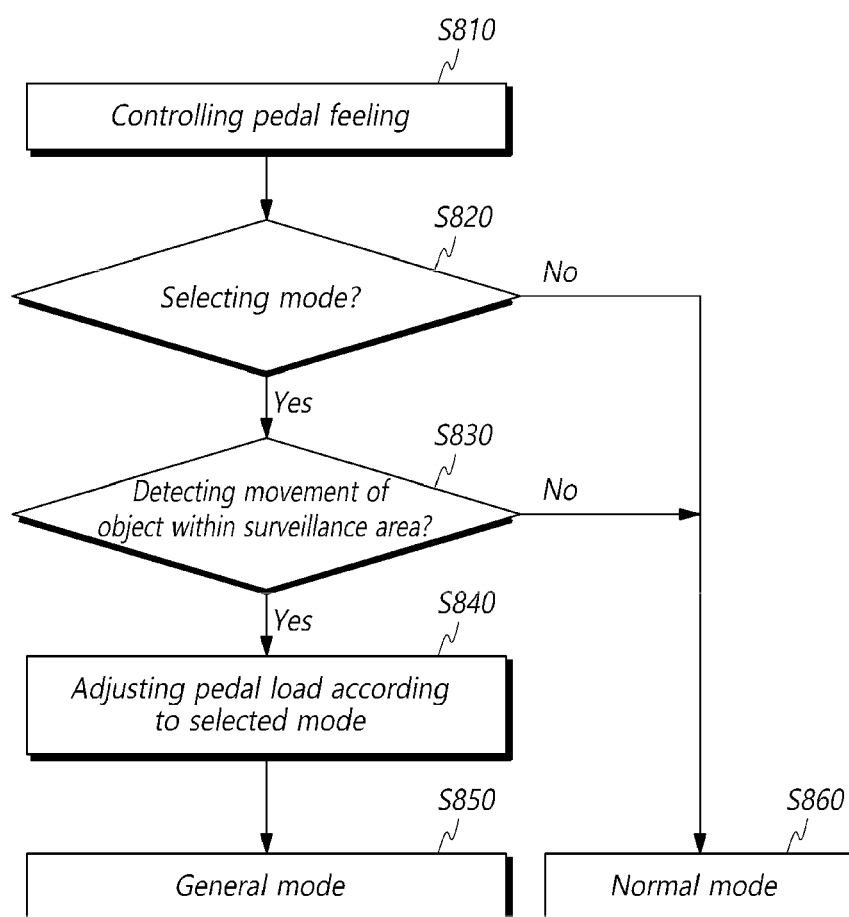 S810
Controlling pedal feeling
S820
Selecting mode?
No
Yes
S830
Detecting movement of
object within surveillance area?
No
Yes
S840
Adjusting pedal load according
to selected mode
S850
General mode
S860
Normal mode